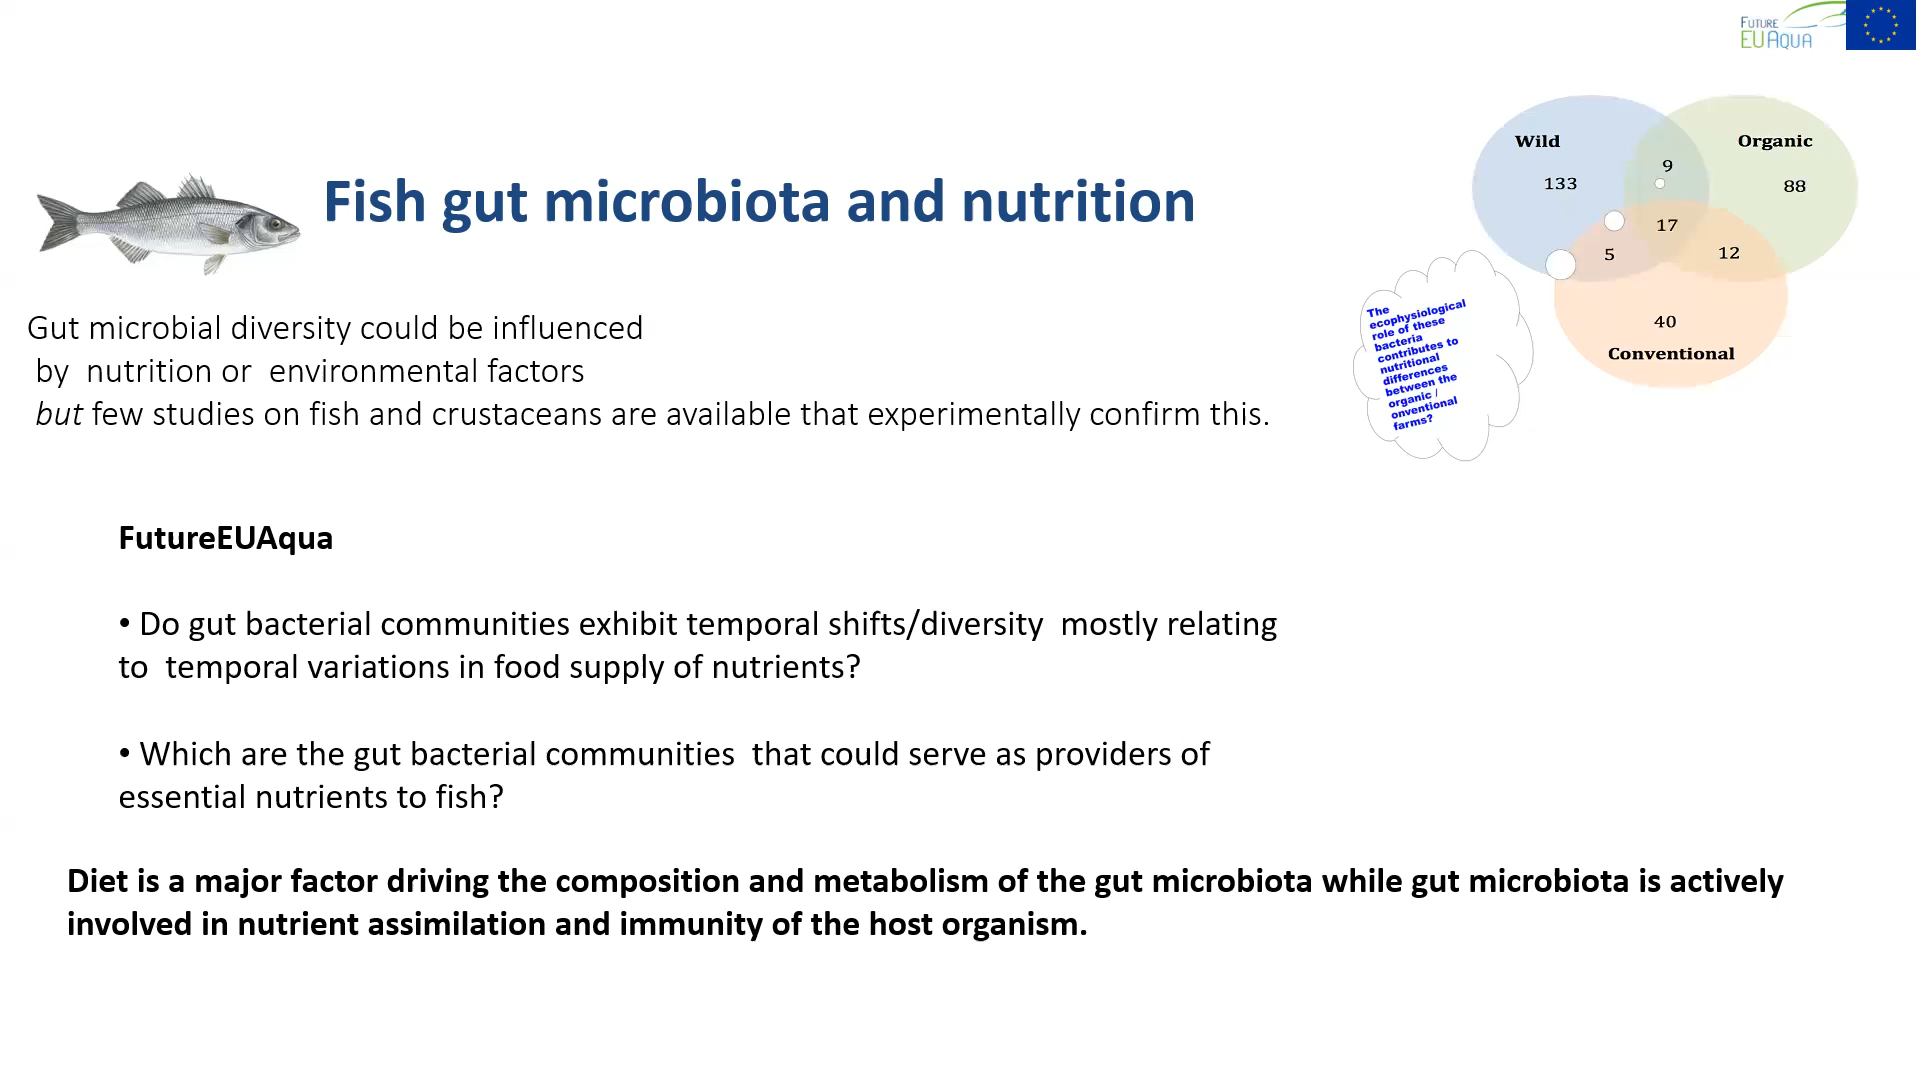 FUTURE
EUAQUA
Wild
Organic
9
133
88
17
5
12
40
Conventional
Fish gut microbiota and nutrition
The
ecophysiological
role of these
bacteria
contributes to
nutritional
differences
between the
organic /
onventional
farms?
Gut microbial diversity could be influenced
by nutrition or environmental factors
but few studies on fish and crustaceans are available that experimentally confirm this.
FutureEUAqua
• Do gut bacterial communities exhibit temporal shifts/diversity mostly relating
to temporal variations in food supply of nutrients?
• Which are the gut bacterial communities that could serve as providers of
essential nutrients to fish?
Diet is a major factor driving the composition and metabolism of the gut microbiota while gut microbiota is actively
involved in nutrient assimilation and immunity of the host organism.